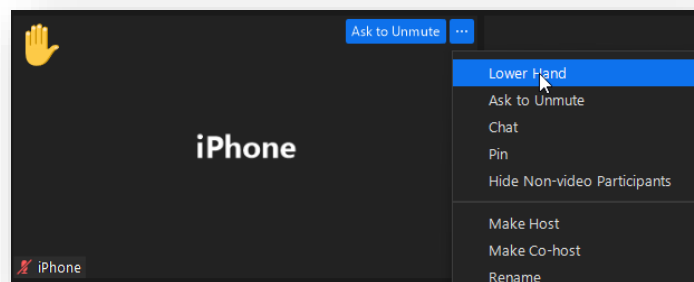 Ask to Unmute
Lower Hand
Ask to Unmute
Chat
iPhone
Pin
Hide Non-video Participants
Make Host
Make Co-host
iPhone
Rename